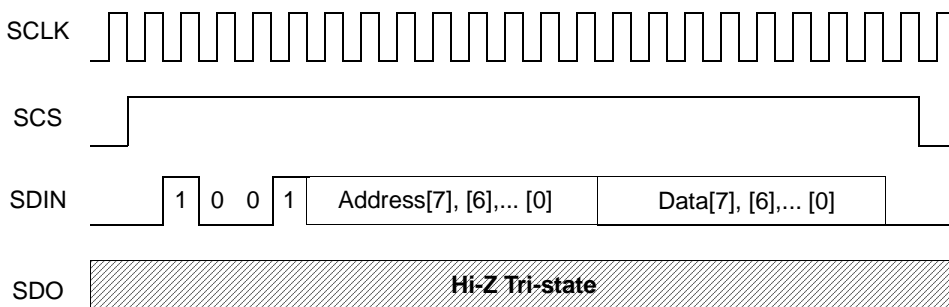 SCLK
SCS
SDIN 1 0 0 1 Address[7], [6],... [0] Data[7], [6],... [0]
SDO Hi-Z Tri-state